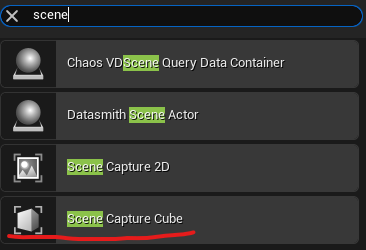 scene
Chaos VDScene Query Data Container
Datasmith Scene Actor
Scene Capture 2D
Scene Capture Cube